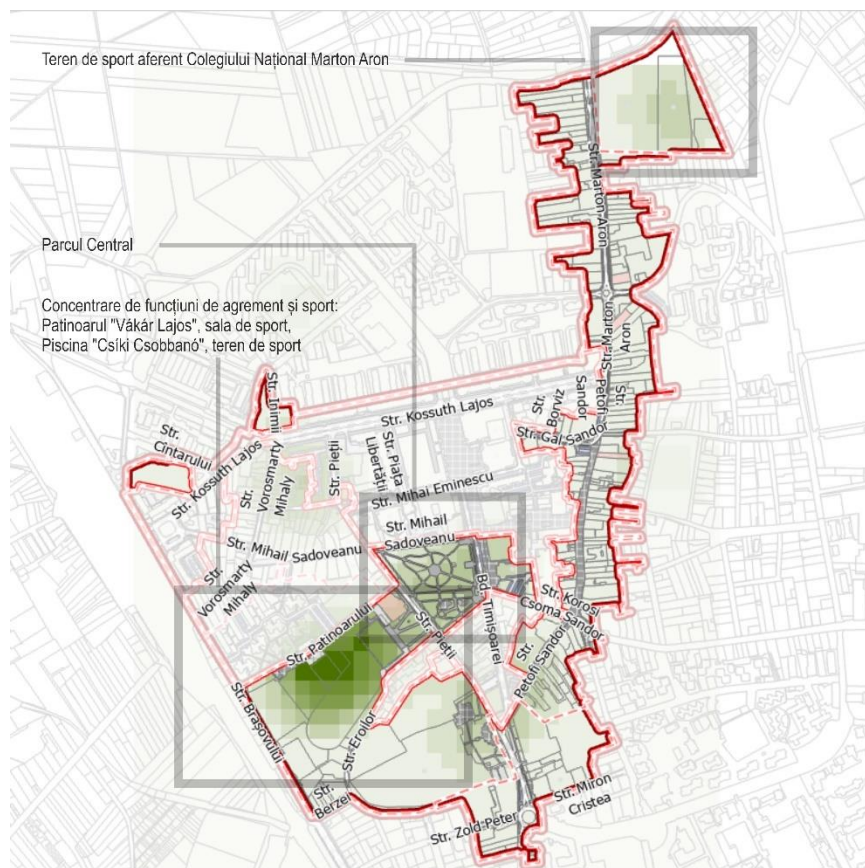 Teren de sport aferent Colegiului Național Marton Aron
Str. Marton Aron
Parcul Central
Concentrare de funcțiuni de agrement și sport:
Patinoarul "Vákár Lajos", sala de sport,
Piscina "Csíki Csobbanó", teren de sport
Str. Marton
Aron
Str. Inimii
Str. Kossuth Lajos
Str.
Borviz
Sandor
Str.
Petofi
Str. Gal Sandor
Str.
Cintarului
Str. Kossuth Lajos
Str.
Vorosmarty
Mihaly
Str. Pieții
Str. Piața
Libertății
Str. Mihai Eminescu
Str. Mihail
Sadoveanu
Str. Mihail Sadoveanu
Str.
Vorosmarty
Mihaly
Str. Patinoarului
Str. Pieții
Bd. Timișoarei
Str. Korosi
Csoma Sandor
Str.
Petofi Sandor
Str. Brașovului
Str. Eroilor
Str.
Berzei
Str. Miron
Cristea
Str. Zold Peter